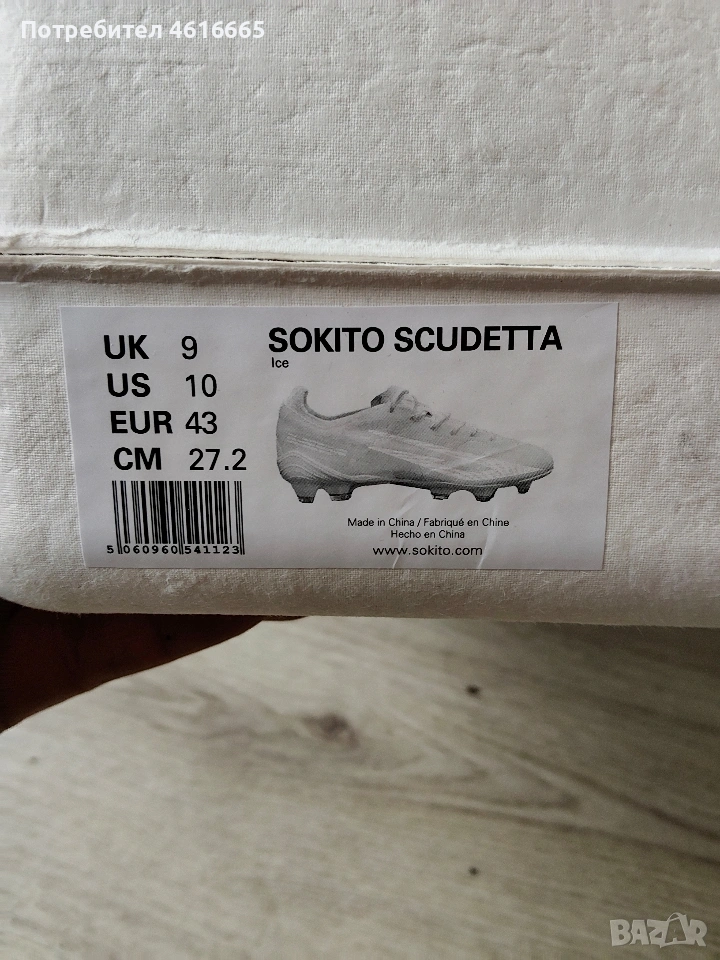 Потребител 4616665
UK 9
US 10
EUR 43
CM 27.2
5 060960 541123
SOKITO SCUDETTA
Ice
Made in China / Fabriqué en Chine
Hecho en China
www.sokito.com
BAZAR